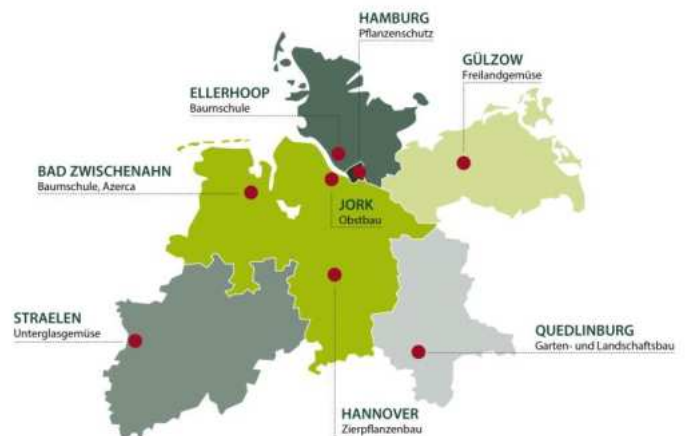 HAMBURG
Pflanzenschutz
GÜLZOW
Freilandgemüse
ELLERHOOP
Baumschule
BAD ZWISCHENAHN
Baumschule, Azerca
JORK
Obstbau
STRAELEN
Unterglasgemüse
QUEDLINBURG
Garten- und Landschaftsbau
HANNOVER
Zierpflanzenbau